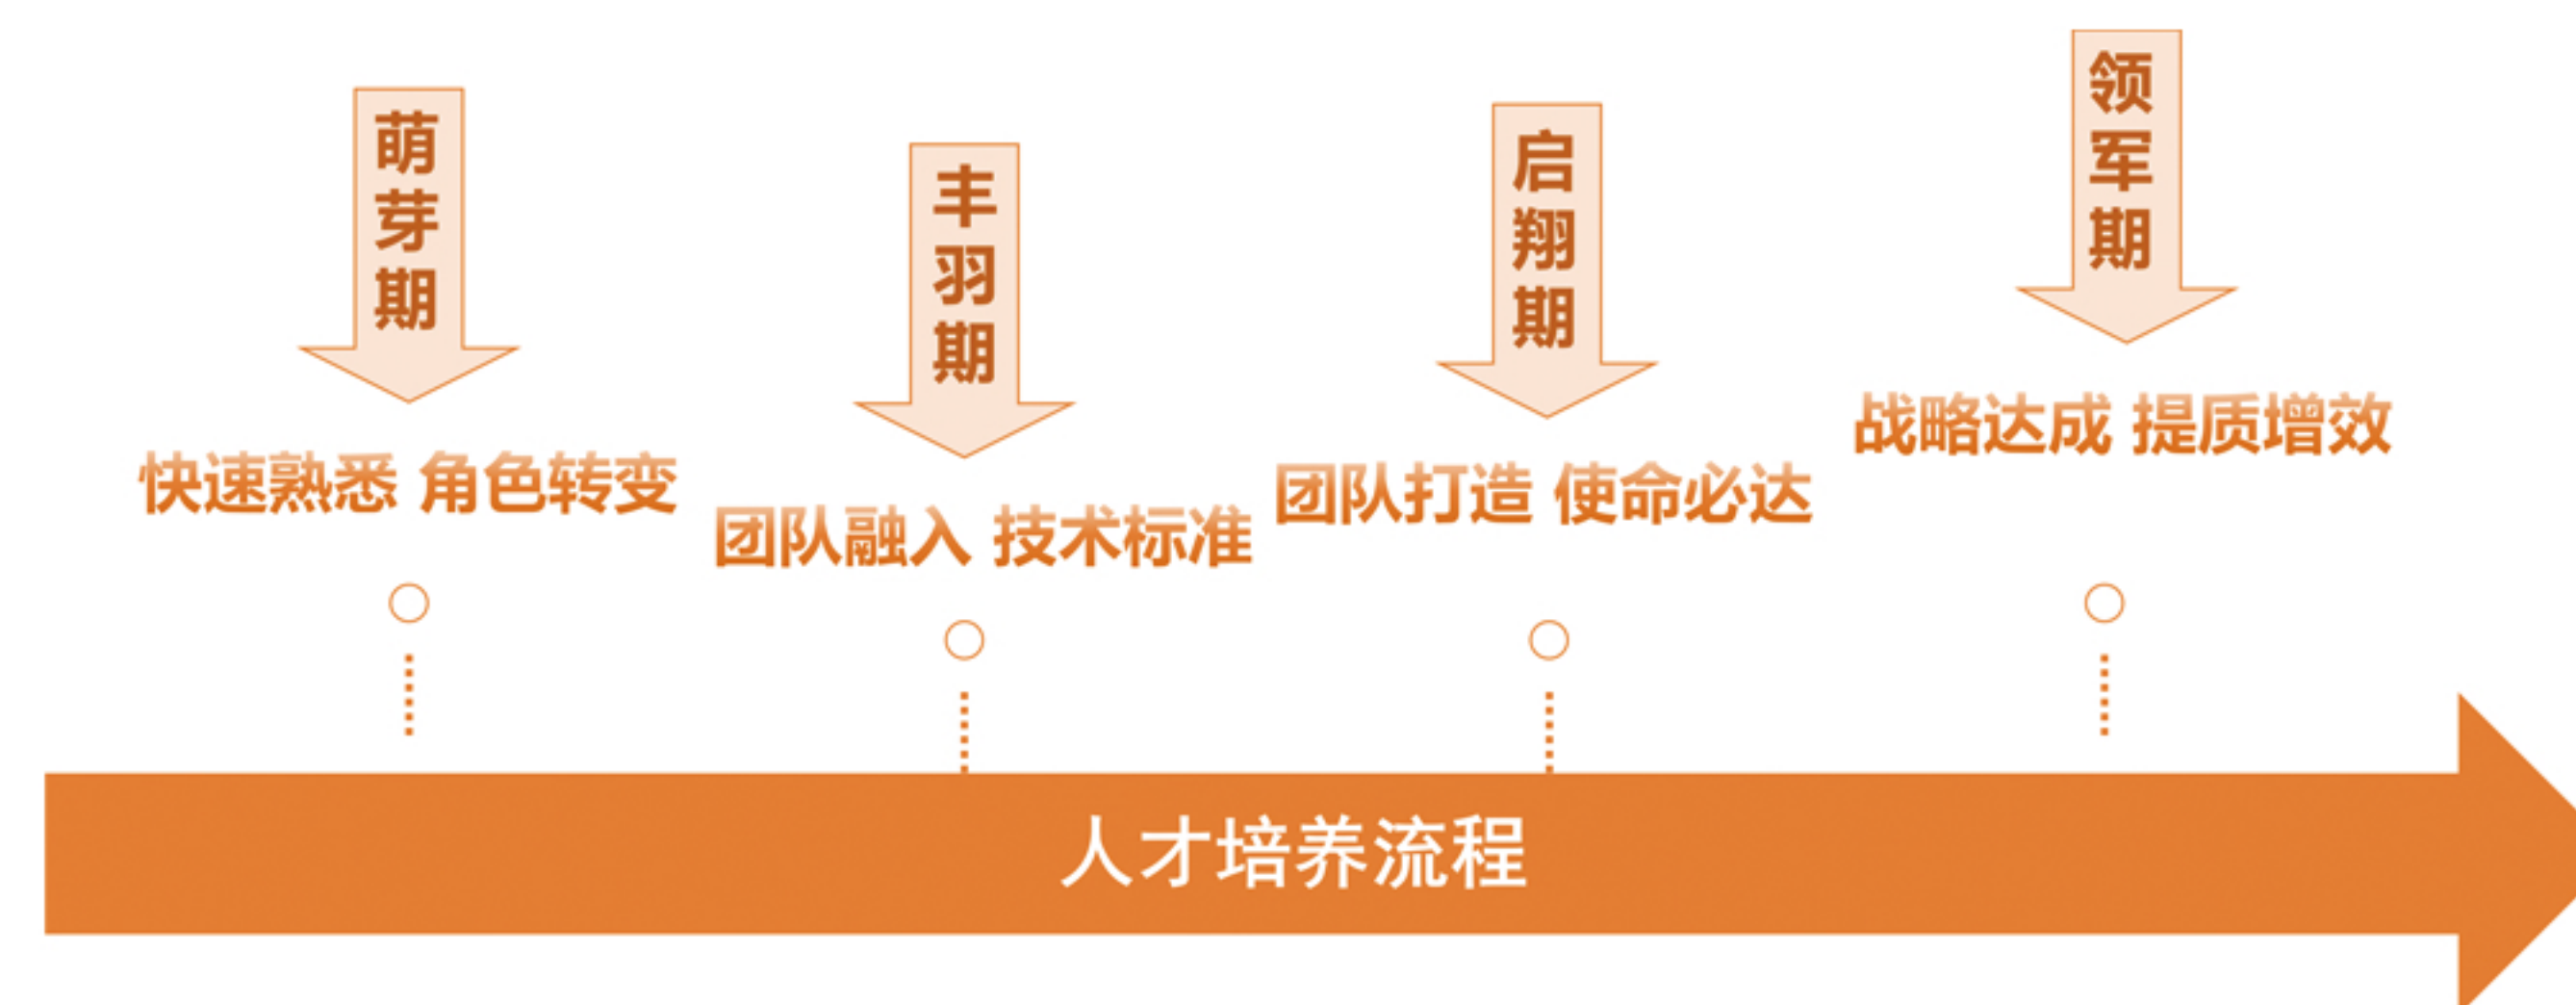 萌芽期
快速熟悉 角色转变
丰羽期
团队融入 技术标准
启翔期
团队打造 使命必达
领军期
战略达成 提质增效
人才培养流程